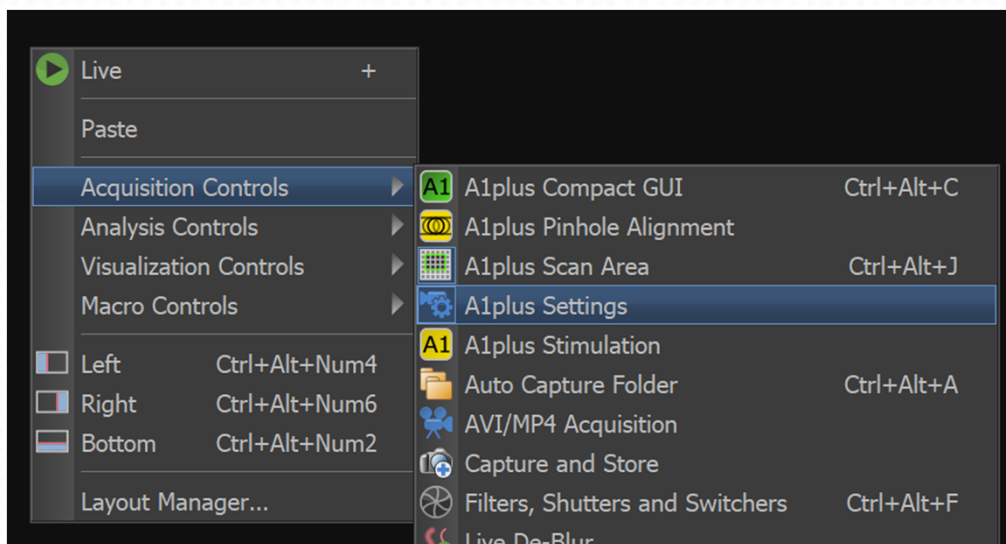 Live +
Paste
Acquisition Controls
Analysis Controls
Visualization Controls
Macro Controls
Left Ctrl+Alt+Num4
Right Ctrl+Alt+Num6
Bottom Ctrl+Alt+Num2
Layout Manager...
A1 A1plus Compact GUI Ctrl+Alt+C
A1plus Pinhole Alignment
A1plus Scan Area Ctrl+Alt+J
A1plus Settings
A1 A1plus Stimulation
Auto Capture Folder Ctrl+Alt+A
AVI/MP4 Acquisition
Capture and Store
Filters, Shutters and Switchers Ctrl+Alt+F
Live De-Blur